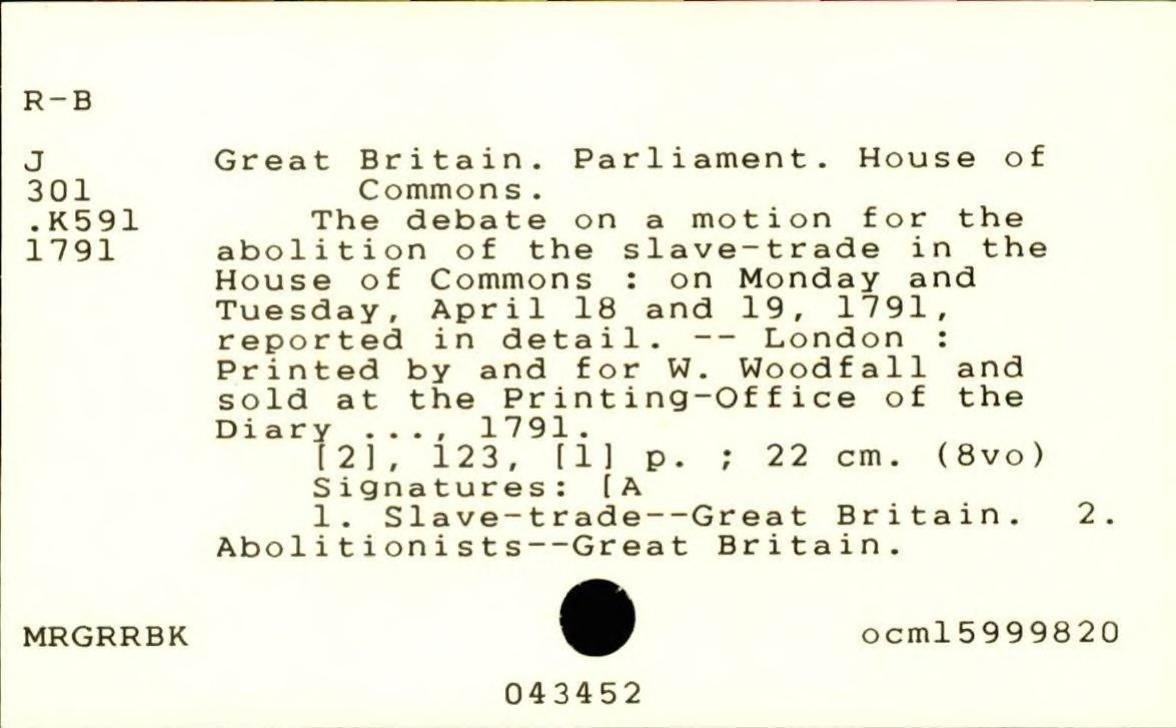 R-B
J Great Britain. Parliament. House of
301 Commons.
.K591 The debate on a motion for the
1791 abolition of the slave-trade in the
House of Commons : on Monday and
Tuesday, April 18 and 19, 1791,
reported in detail. -- London :
Printed by and for W. Woodfall and
sold at the Printing-Office of the
Diary ..., 1791.
[2], 123, [1] p. ; 22 cm. (8vo)
Signatures: [A
1. Slave-trade--Great Britain. 2.
Abolitionists--Great Britain.
MRGRRBK ocm15999820
043452